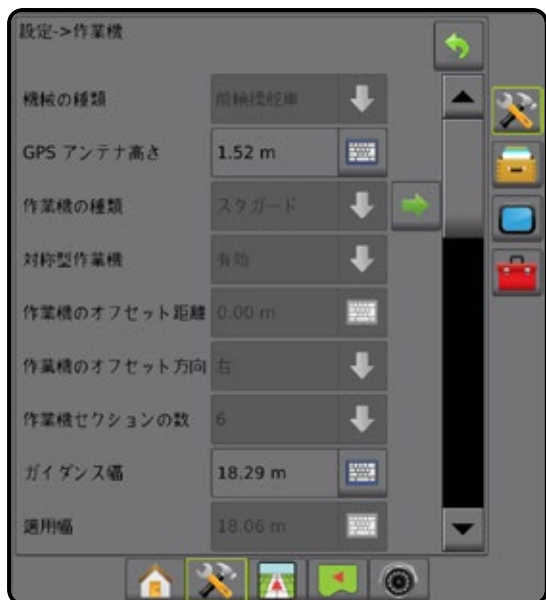 設定->作業機
機械の種類 前輪操舵車
GPS アンテナ高さ 1.52 m
作業機の種類 スタガード
対称型作業機 有効
作業機のオフセット距離 0.00 m
作業機のオフセット方向 右
作業機セクションの数 6
ガイダンス幅 18.29 m
適用幅 18.06 m